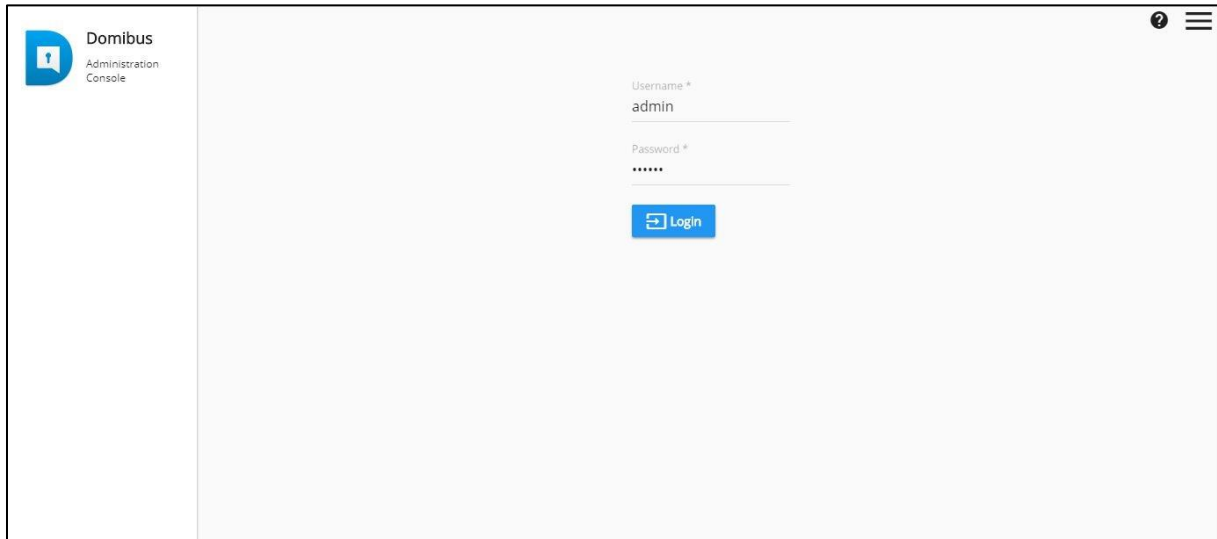 Domibus
Administration
Console
Username *
admin
Password *
••••••
Login